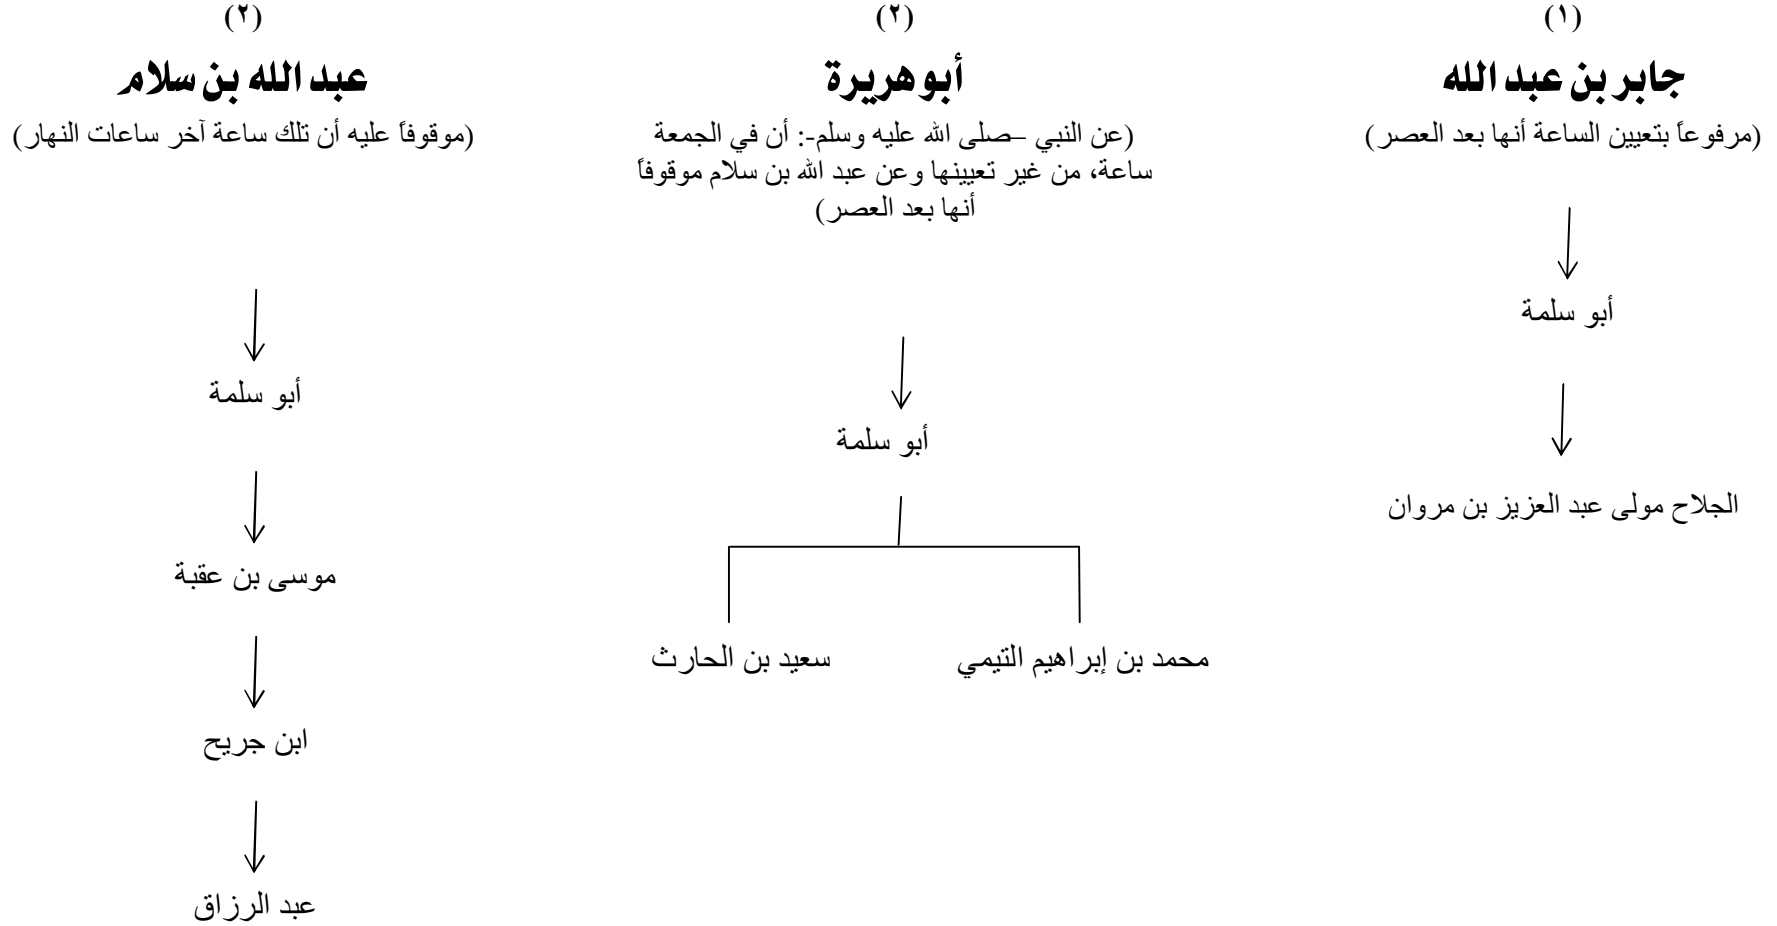 (١)
جابر بن عبد الله
(مرفوعاً بتعيين الساعة أنها بعد العصر)
أبو سلمة
الجلاح مولى عبد العزيز بن مروان
(٢)
أبو هريرة
(عن النبي –صلى الله عليه وسلم-: أن في الجمعة
ساعة، من غير تعيينها وعن عبد الله بن سلام موقوفاً
أنها بعد العصر)
أبو سلمة
محمد بن إبراهيم التيمي
سعيد بن الحارث
(٢)
عبد الله بن سلام
(موقوفاً عليه أن تلك ساعة آخر ساعات النهار)
أبو سلمة
موسى بن عقبة
ابن جريح
عبد الرزاق